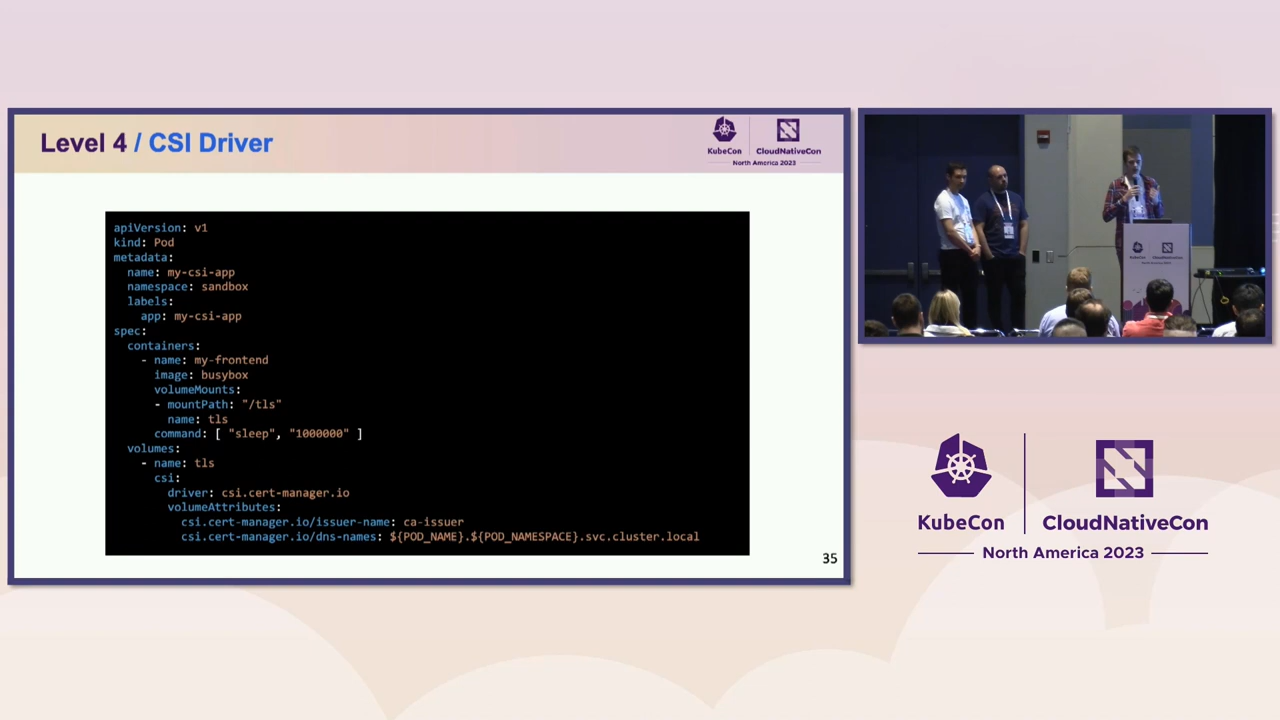 Level 4 / CSI Driver
KubeCon
CloudNativeCon
North America 2023
apiVersion: v1
kind: Pod
metadata:
  name: my-csi-app
  namespace: sandbox
  labels:
    app: my-csi-app
spec:
  containers:
    - name: my-frontend
      image: busybox
      volumeMounts:
      - mountPath: "/tls"
        name: tls
      command: [ "sleep", "1000000" ]
  volumes:
    - name: tls
      csi:
        driver: csi.cert-manager.io
        volumeAttributes:
          csi.cert-manager.io/issuer-name: ca-issuer
          csi.cert-manager.io/dns-names: ${POD_NAME}.${POD_NAMESPACE}.svc.cluster.local
35
KubeCon
CloudNativeCon
North America 2023